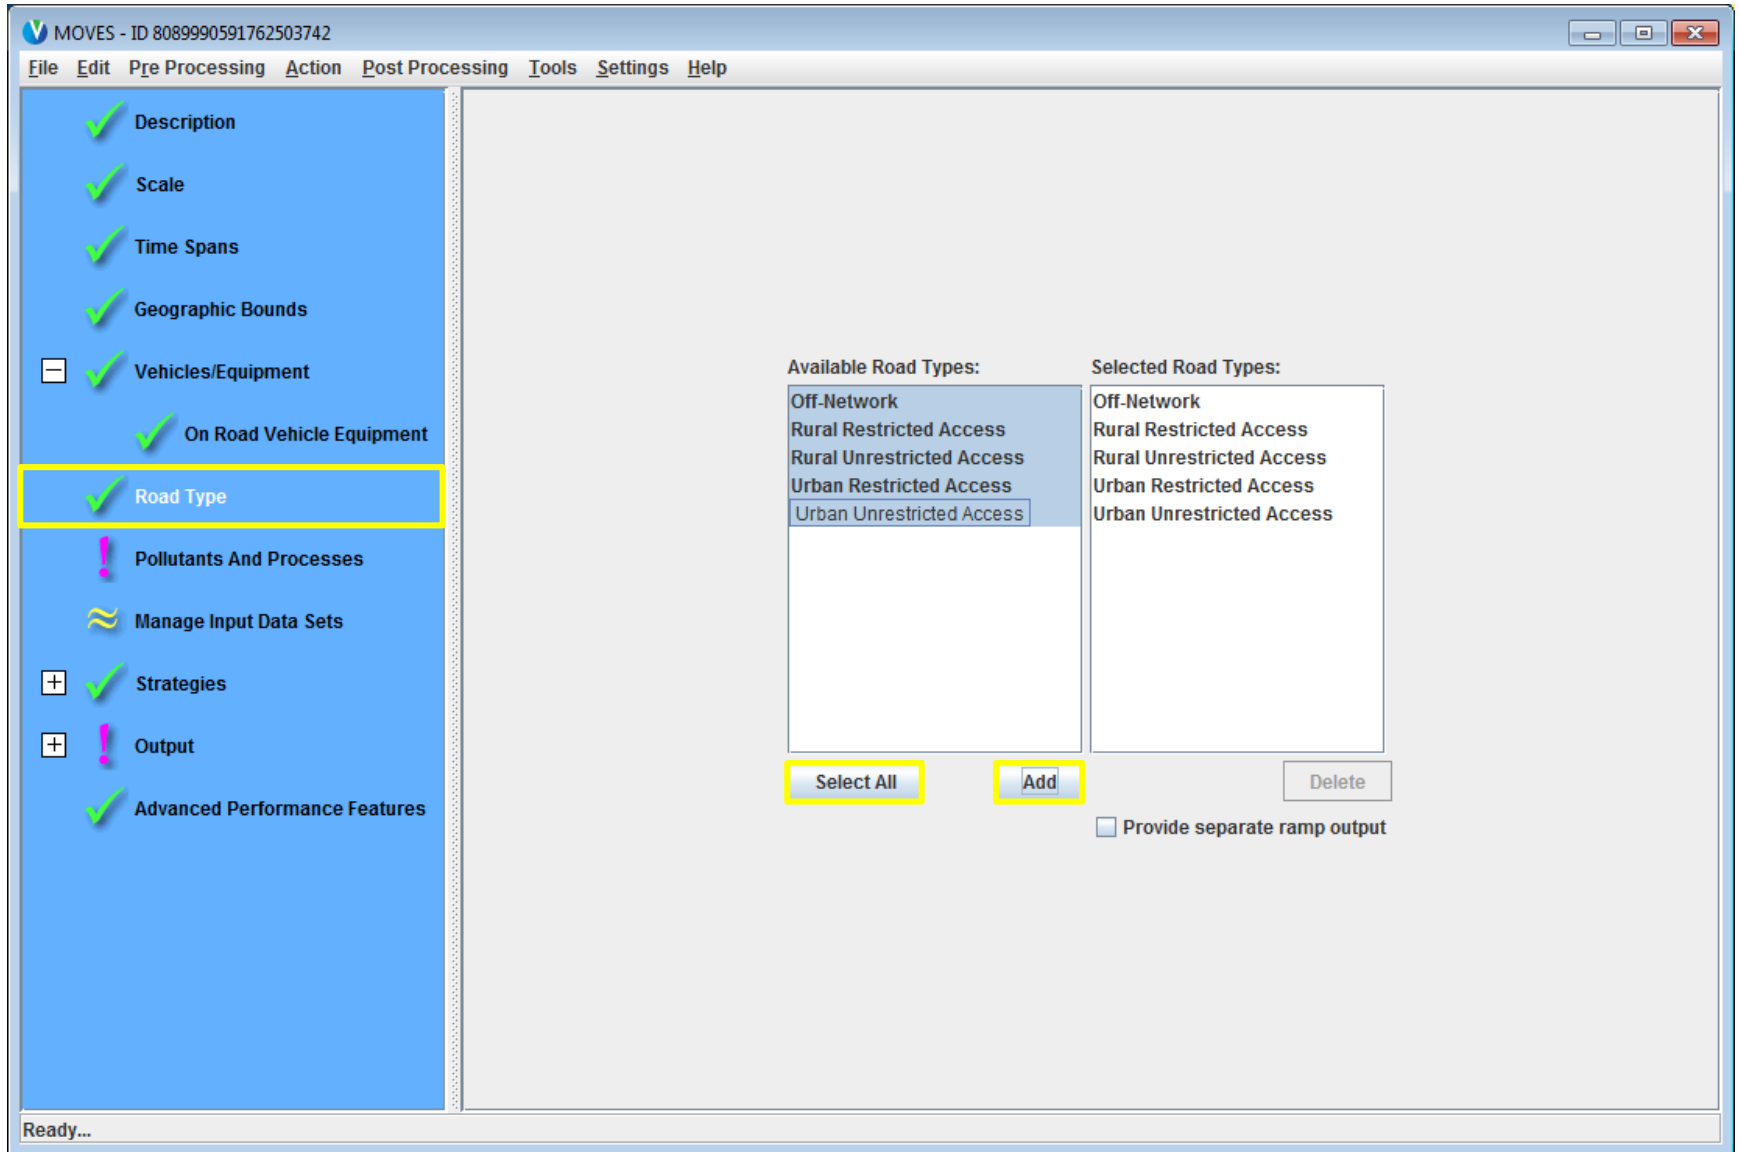 MOVES - ID 8089990591762503742
File Edit Pre Processing Action Post Processing Tools Settings Help
Description
Scale
Time Spans
Geographic Bounds
Vehicles/Equipment
On Road Vehicle Equipment
Road Type
Pollutants And Processes
Manage Input Data Sets
Strategies
Output
Advanced Performance Features
Available Road Types:
Off-Network
Rural Restricted Access
Rural Unrestricted Access
Urban Restricted Access
Urban Unrestricted Access
Select All
Add
Selected Road Types:
Off-Network
Rural Restricted Access
Rural Unrestricted Access
Urban Restricted Access
Urban Unrestricted Access
Delete
Provide separate ramp output
Ready...